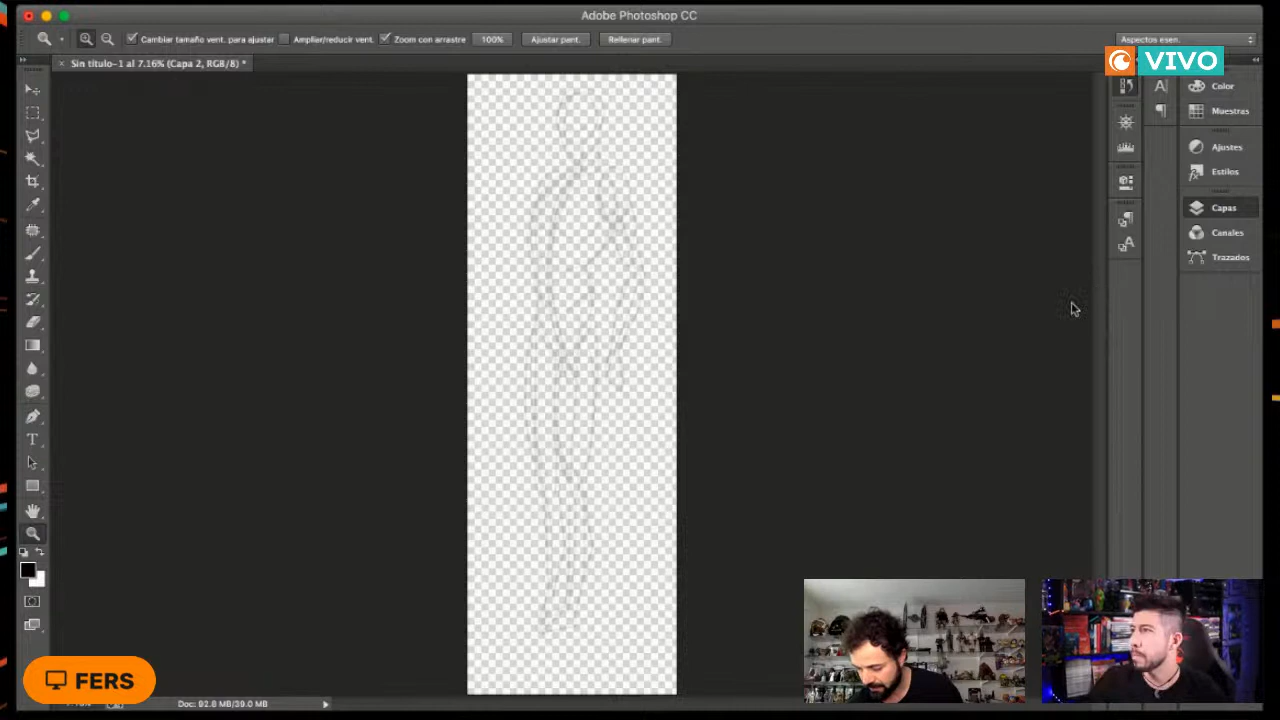 Adobe Photoshop CC
Cambiar tamaño vent. para ajustar
Ampliar/reducir vent.
Zoom con arrastre
100%
Ajustar pant.
Rellenar pant.
Aspectos esen.
VIVO
Sin título-1 al 7.16% (Capa 2, RGB/8) *
Color
Muestras
Ajustes
Estilos
Capas
Canales
Trazados
FERS
Doc: 92.8 MB/39.0 MB